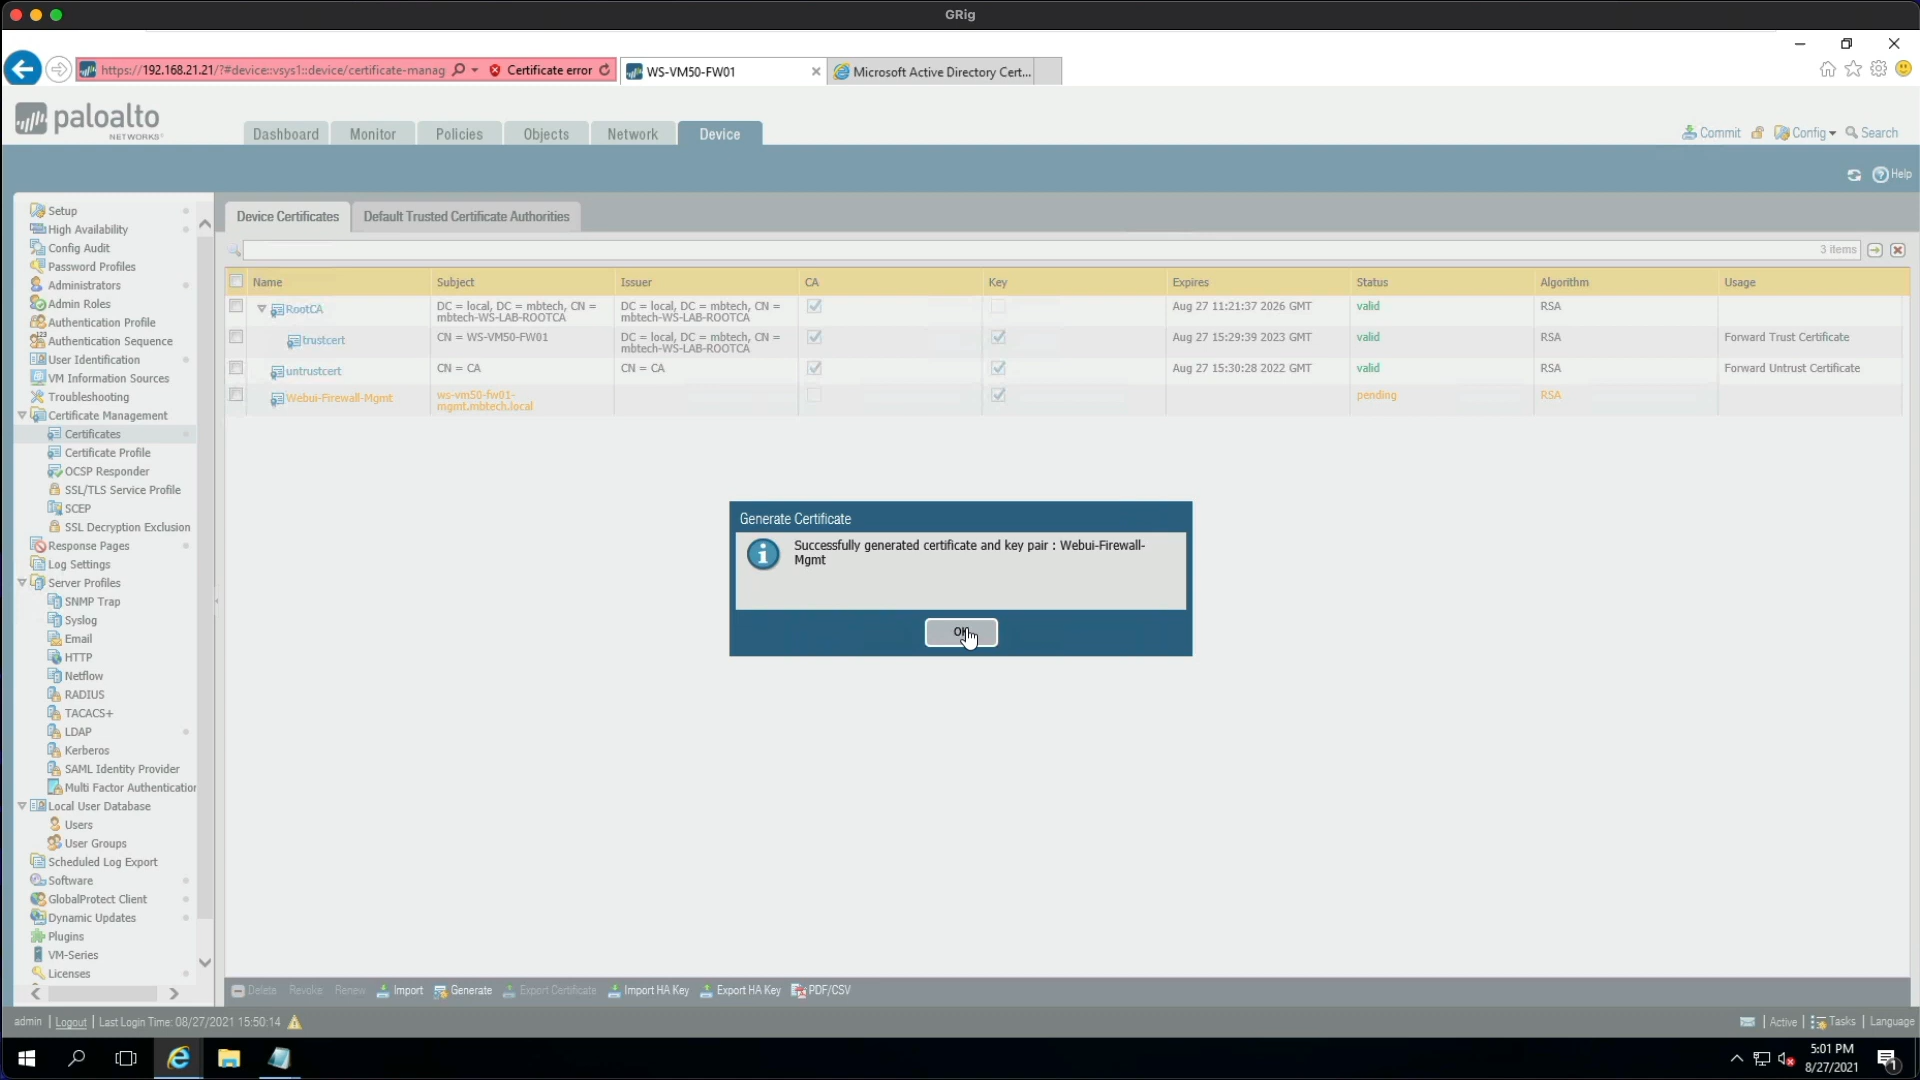 GRig
https://192.168.21.21/?#device::vsys1::device/certificate-manag
Certificate error
WS-VM50-FW01
Microsoft Active Directory Cert...
paloalto
NETWORKS
Dashboard
Monitor
Policies
Objects
Network
Device
Commit
Config
Search
Help
Setup
High Availability
Config Audit
Password Profiles
Administrators
Admin Roles
Authentication Profile
Authentication Sequence
User Identification
VM Information Sources
Troubleshooting
Certificate Management
Certificates
Certificate Profile
OCSP Responder
SSL/TLS Service Profile
SCEP
SSL Decryption Exclusion
Response Pages
Log Settings
Server Profiles
SNMP Trap
Syslog
Email
HTTP
Netflow
RADIUS
TACACS+
LDAP
Kerberos
SAML Identity Provider
Multi Factor Authentication
Local User Database
Users
User Groups
Scheduled Log Export
Software
GlobalProtect Client
Dynamic Updates
Plugins
VM-Series
Licenses
Device Certificates
Default Trusted Certificate Authorities
3 items
Name Subject Issuer CA Key Expires Status Algorithm Usage
RootCA DC = local, DC = mbtech, CN = mbtech-WS-LAB-ROOTCA DC = local, DC = mbtech, CN = mbtech-WS-LAB-ROOTCA Aug 27 11:21:37 2026 GMT valid RSA
trustcert CN = WS-VM50-FW01 DC = local, DC = mbtech, CN = mbtech-WS-LAB-ROOTCA Aug 27 15:29:39 2023 GMT valid RSA Forward Trust Certificate
untrustcert CN = CA CN = CA Aug 27 15:30:28 2022 GMT valid RSA Forward Untrust Certificate
Webui-Firewall-Mgmt ws-vm50-fw01-mgmt.mbtech.local pending RSA
Generate Certificate
Successfully generated certificate and key pair : Webui-Firewall-
Mgmt
OK
Delete Revoke Renew Import Generate Export Certificate Import HA Key Export HA Key PDF/CSV
admin | Logout | Last Login Time: 08/27/2021 15:50:14
| Active | Tasks | Language
5:01 PM
8/27/2021
1